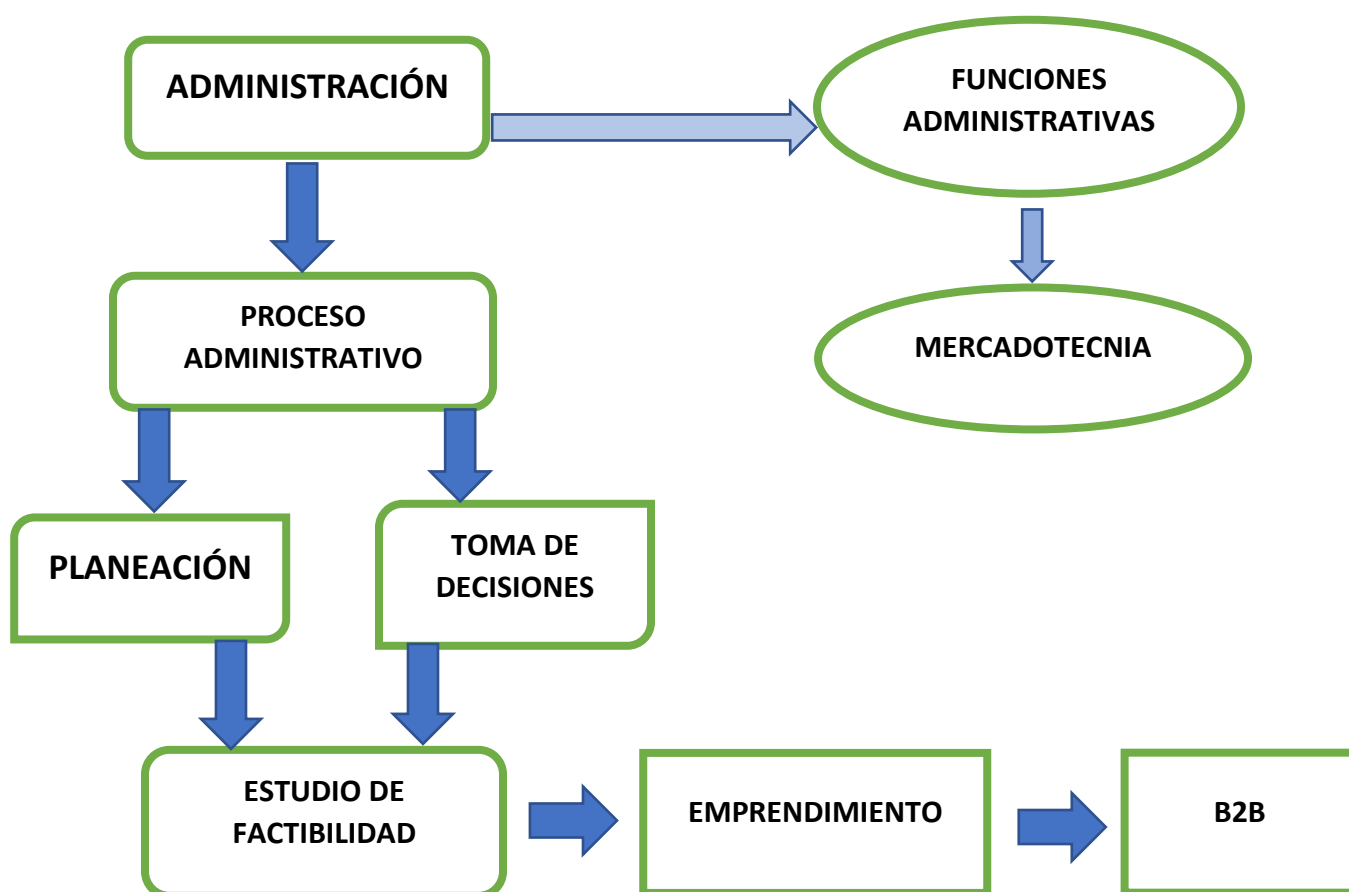 ADMINISTRACIÓN
FUNCIONES
ADMINISTRATIVAS
PROCESO
ADMINISTRATIVO
MERCADOTECNIA
PLANEACIÓN
TOMA DE
DECISIONES
ESTUDIO DE
FACTIBILIDAD
EMPRENDIMIENTO
B2B